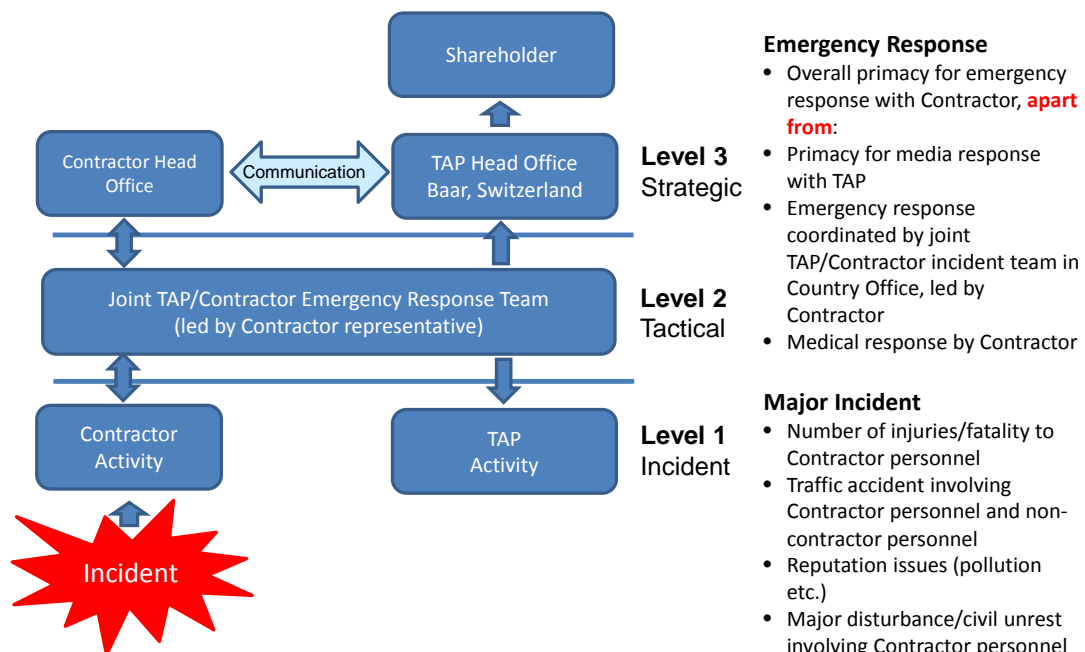 Shareholder
Contractor Head
Office
Communication
TAP Head Office
Baar, Switzerland
Level 3
Strategic
Joint TAP/Contractor Emergency Response Team
(led by Contractor representative)
Level 2
Tactical
Contractor
Activity
TAP
Activity
Level 1
Incident
Incident
Emergency Response
• Overall primacy for emergency
response with Contractor, apart
from:
• Primacy for media response
with TAP
• Emergency response
coordinated by joint
TAP/Contractor incident team in
Country Office, led by
Contractor
• Medical response by Contractor
Major Incident
• Number of injuries/fatality to
Contractor personnel
• Traffic accident involving
Contractor personnel and non-
contractor personnel
• Reputation issues (pollution
etc.)
• Major disturbance/civil unrest
involving Contractor personnel